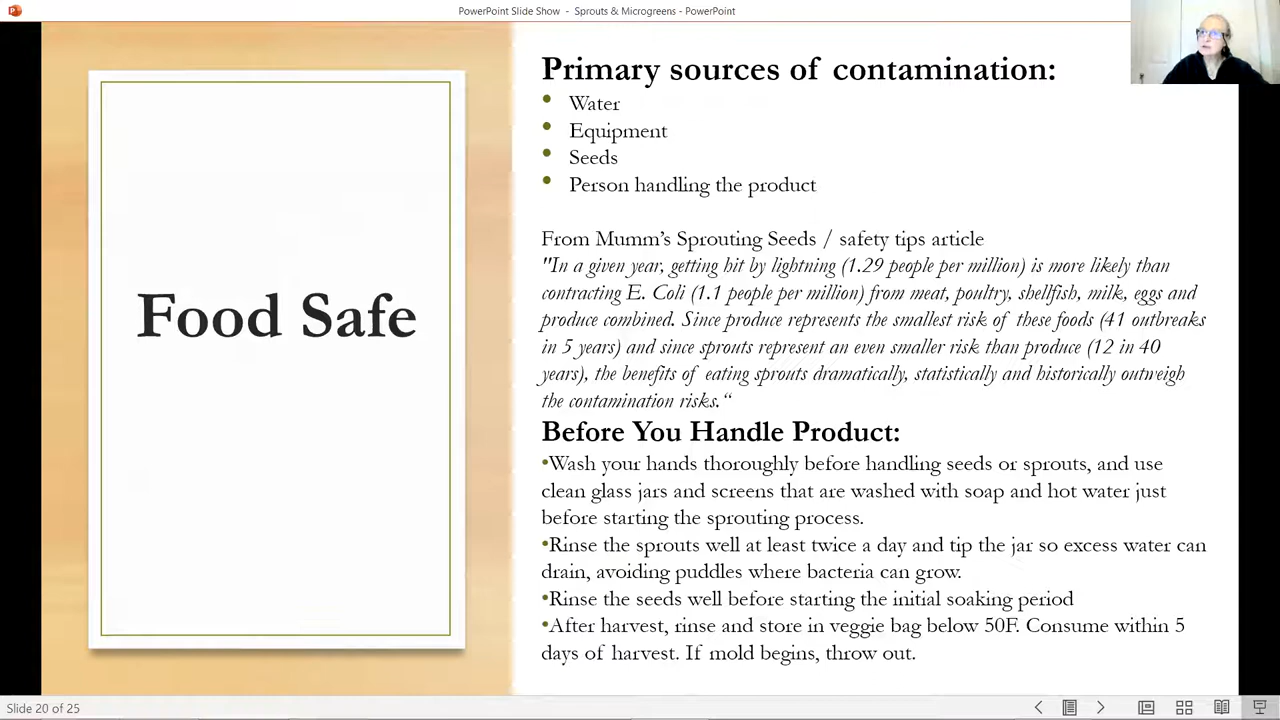 PowerPoint Slide Show - Sprouts & Microgreens - PowerPoint
Food Safe
Primary sources of contamination:
• Water
• Equipment
• Seeds
• Person handling the product
From Mumm's Sprouting Seeds / safety tips article
"In a given year, getting hit by lightning (1.29 people per million) is more likely than
contracting E. Coli (1.1 people per million) from meat, poultry, shellfish, milk, eggs and
produce combined. Since produce represents the smallest risk of these foods (41 outbreaks
in 5 years) and since sprouts represent an even smaller risk than produce (12 in 40
years), the benefits of eating sprouts dramatically, statistically and historically outweigh
the contamination risks.“
Before You Handle Product:
•Wash your hands thoroughly before handling seeds or sprouts, and use
clean glass jars and screens that are washed with soap and hot water just
before starting the sprouting process.
•Rinse the sprouts well at least twice a day and tip the jar so excess water can
drain, avoiding puddles where bacteria can grow.
•Rinse the seeds well before starting the initial soaking period
•After harvest, rinse and store in veggie bag below 50F. Consume within 5
days of harvest. If mold begins, throw out.
Slide 20 of 25